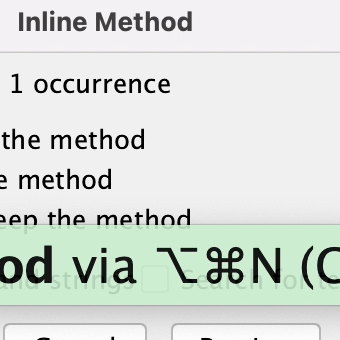 Inline Method
1 occurrence
the method
e method
eep the method
od via ⌥⌘N (C
and strings Search for te